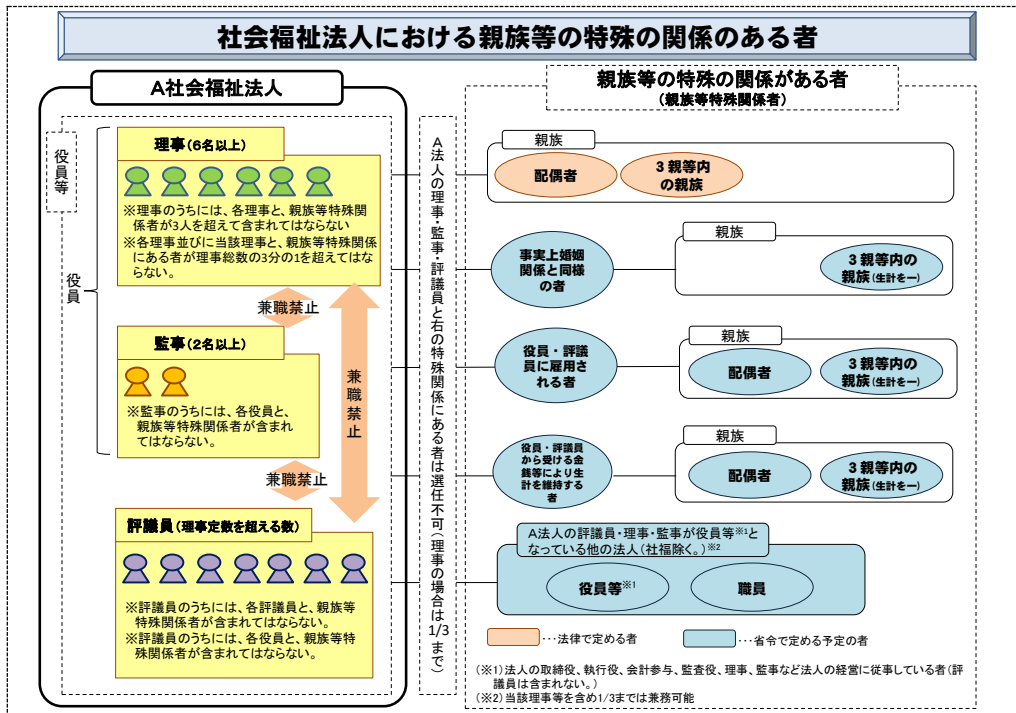 社会福祉法人における親族等の特殊の関係のある者
A社会福祉法人
役員等
役員
理事(6名以上)
※理事のうちには、各理事と、親族等特殊関
係者が3人を超えて含まれてはならない
※各理事並びに当該理事と、親族等特殊関係
にある者が理事総数の3分の1を超えてはな
らない。
兼職禁止
監事(2名以上)
※監事のうちには、各役員と、
親族等特殊関係者が含まれ
てはならない。
兼職禁止
兼職禁止
評議員(理事定数を超える数)
※評議員のうちには、各評議員と、親族等
特殊関係者が含まれてはならない。
※評議員のうちには、各役員と、親族等特
殊関係者が含まれてはならない。
A法人の理事・監事・評議員と右の特殊関係にある者は選任不可(理事の場合は1/3まで)
親族等の特殊の関係がある者
(親族等特殊関係者)
親族
配偶者
3親等内
の親族
事実上婚姻
関係と同様
の者
親族
3親等内の
親族(生計を一)
役員・評議
員に雇用さ
れる者
親族
配偶者
3親等内の
親族(生計を一)
役員・評議員
から受ける金
銭等により生
計を維持する
者
親族
配偶者
3親等内の
親族(生計を一)
A法人の評議員・理事・監事が役員等※1と
なっている他の法人(社福除く。)※2
役員等※1
職員
…法律で定める者
…省令で定める予定の者
(※1)法人の取締役、執行役、会計参与、監査役、理事、監事など法人の経営に従事している者(評
議員は含まれない。)
(※2)当該理事等を含め1/3までは兼務可能